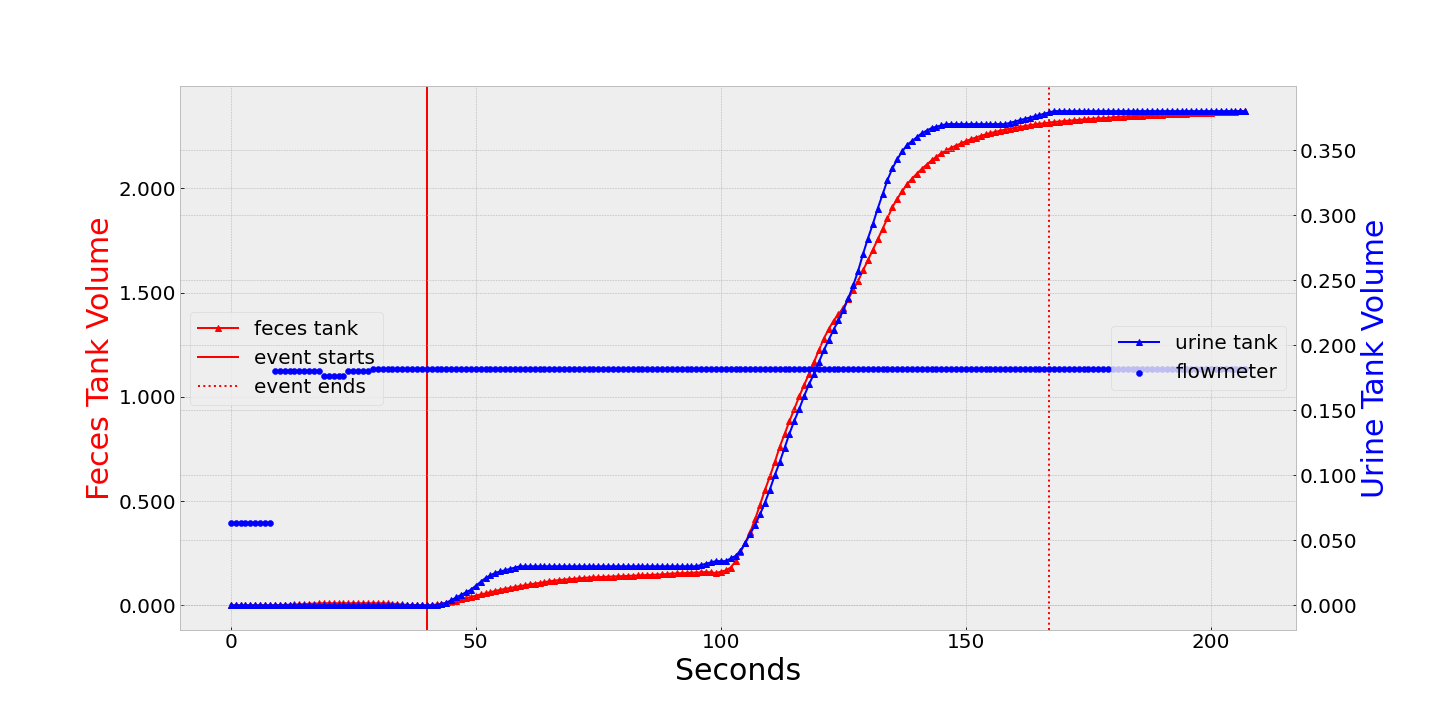 Feces Tank Volume
2.000
1.500
1.000
0.500
0.000
feces tank
event starts
event ends
urine tank
flowmeter
0.350
0.300
0.250
0.200
0.150
0.100
0.050
0.000
Urine Tank Volume
0 50 100 150 200
Seconds